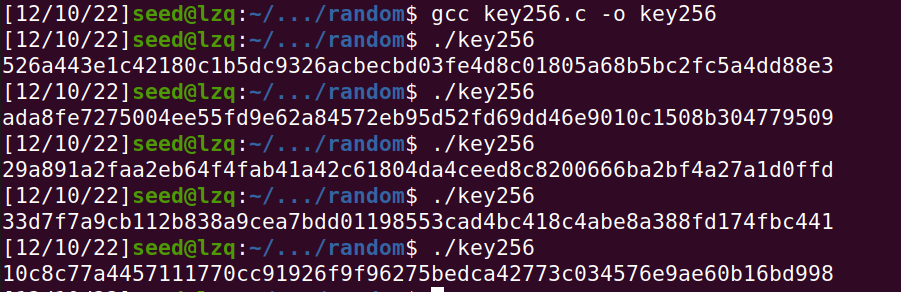 [12/10/22]seed@lzq:~/.../random$ gcc key256.c -o key256
[12/10/22]seed@lzq:~/.../random$ ./key256
526a443e1c42180c1b5dc9326acbecbd03fe4d8c01805a68b5bc2fc5a4dd88e3
[12/10/22]seed@lzq:~/.../random$ ./key256
ada8fe7275004ee55fd9e62a84572eb95d52fd69dd46e9010c1508b304779509
[12/10/22]seed@lzq:~/.../random$ ./key256
29a891a2faa2eb64f4fab41a42c61804da4ceed8c8200666ba2bf4a27a1d0ffd
[12/10/22]seed@lzq:~/.../random$ ./key256
33d7f7a9cb112b838a9cea7bdd01198553cad4bc418c4abe8a388fd174fbc441
[12/10/22]seed@lzq:~/.../random$ ./key256
10c8c77a4457111770cc91926f9f96275bedca42773c034576e9ae60b16bd998